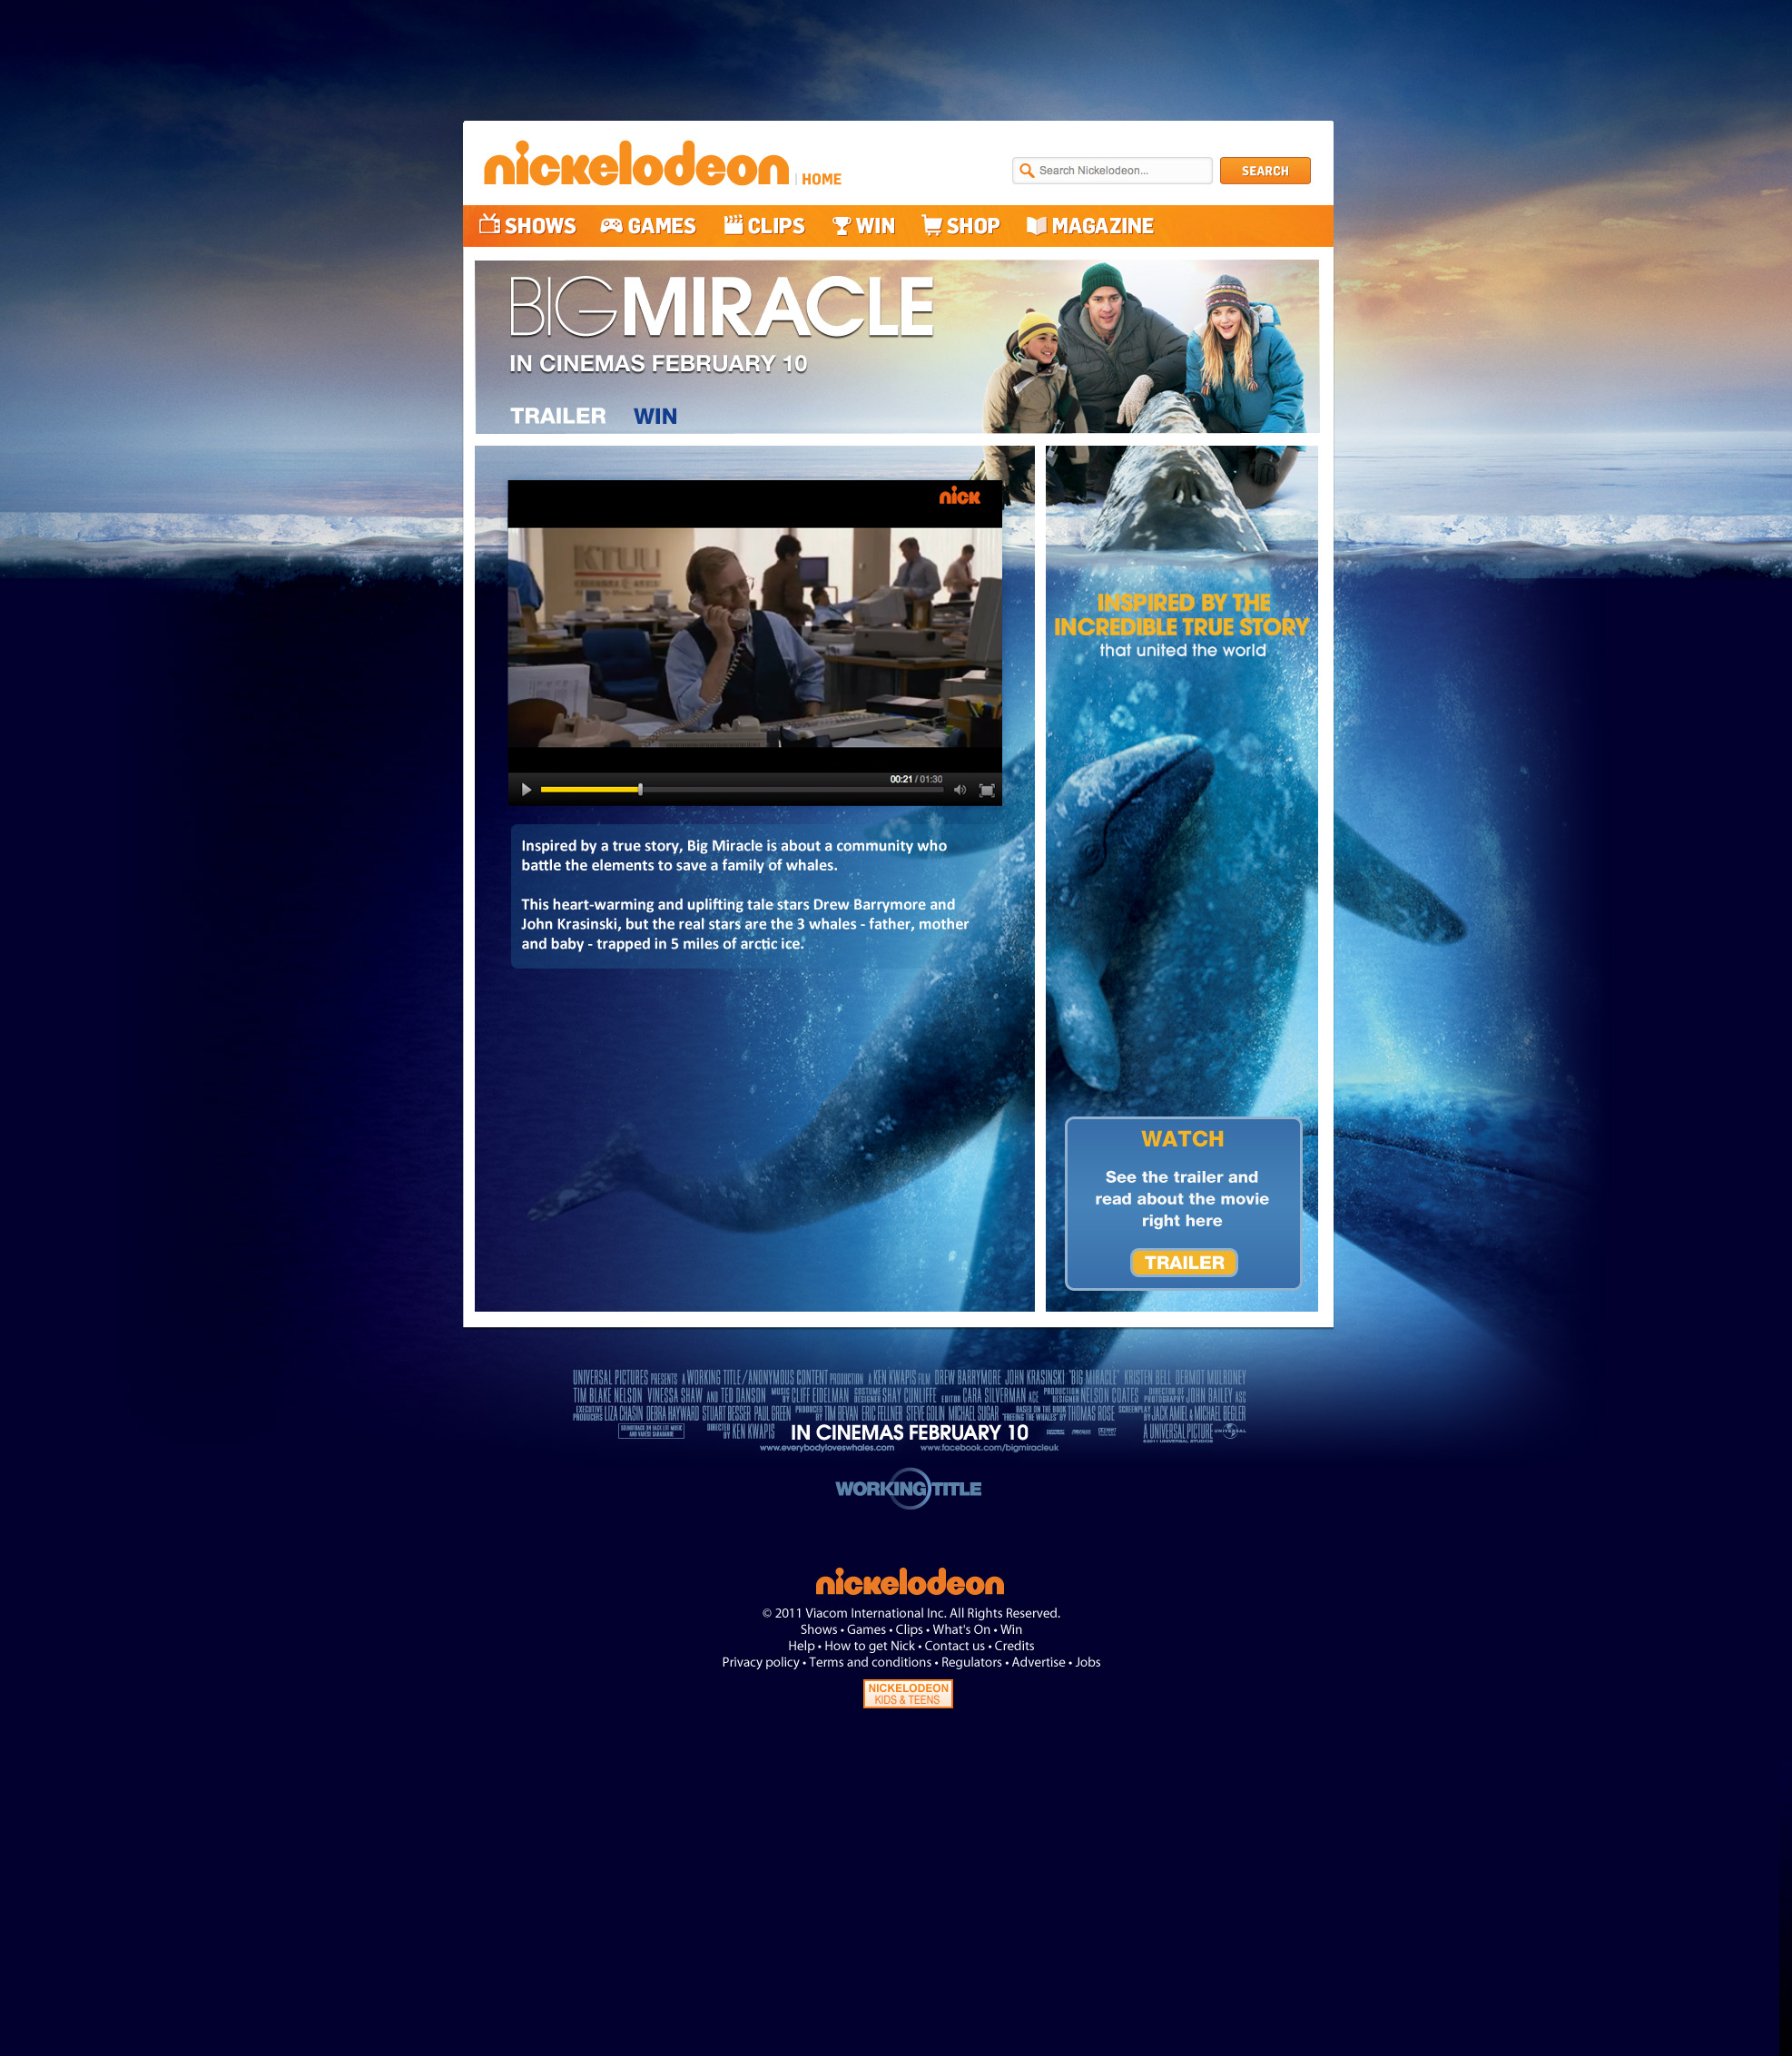 nickelodeon | HOME
Search Nickelodeon...
SEARCH
SHOWS GAMES CLIPS WIN SHOP MAGAZINE
BIG MIRACLE
IN CINEMAS FEBRUARY 10
TRAILER WIN
nick
KTUU
00:21 / 01:30
INSPIRED BY THE
INCREDIBLE TRUE STORY
that united the world
Inspired by a true story, Big Miracle is about a community who
battle the elements to save a family of whales.
This heart-warming and uplifting tale stars Drew Barrymore and
John Krasinski, but the real stars are the 3 whales - father, mother
and baby - trapped in 5 miles of arctic ice.
WATCH
See the trailer and
read about the movie
right here
TRAILER
UNIVERSAL PICTURES PRESENTS A WORKING TITLE/ANONYMOUS CONTENT PRODUCTION A KEN KWAPIS FILM DREW BARRYMORE JOHN KRASINSKI "BIG MIRACLE" KRISTEN BELL DERMOT MULRONEY
TIM BLAKE NELSON VINESSA SHAW AND TED DANSON MUSIC BY CLIFF EIDELMAN COSTUME DESIGNER SHAY CUNLIFFE EDITOR CARA SILVERMAN ACE PRODUCTION DESIGNER NELSON COATES DIRECTOR OF PHOTOGRAPHY JOHN BAILEY ASC
EXECUTIVE PRODUCERS LIZA CHASIN DEBRA HAYWARD STUART BESSER PAUL GREEN PRODUCED BY TIM BEVAN ERIC FELLNER STEVE GOLIN MICHAEL SUGAR BASED ON THE BOOK "FREEING THE WHALES" BY THOMAS ROSE SCREENPLAY BY JACK AMIEL & MICHAEL BEGLER
DIRECTED BY KEN KWAPIS IN CINEMAS FEBRUARY 10 A UNIVERSAL PICTURE UNIVERSAL
www.everybodyloveswhales.com www.facebook.com/bigmiracleuk
WORKING TITLE
nickelodeon
© 2011 Viacom International Inc. All Rights Reserved.
Shows • Games • Clips • What's On • Win
Help • How to get Nick • Contact us • Credits
Privacy policy • Terms and conditions • Regulators • Advertise • Jobs
NICKELODEON
KIDS & TEENS